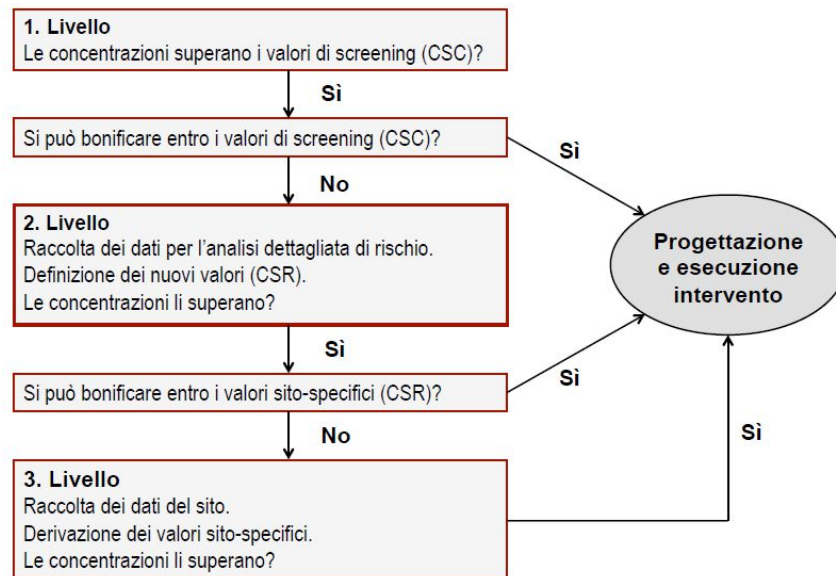 1. Livello
Le concentrazioni superano i valori di screening (CSC)?
Sì
Si può bonificare entro i valori di screening (CSC)?
Sì
No
2. Livello
Raccolta dei dati per l'analisi dettagliata di rischio.
Definizione dei nuovi valori (CSR).
Le concentrazioni li superano?
Progettazione
e esecuzione
intervento
Sì
Si può bonificare entro i valori sito-specifici (CSR)?
Sì
No
Sì
3. Livello
Raccolta dei dati del sito.
Derivazione dei valori sito-specifici.
Le concentrazioni li superano?